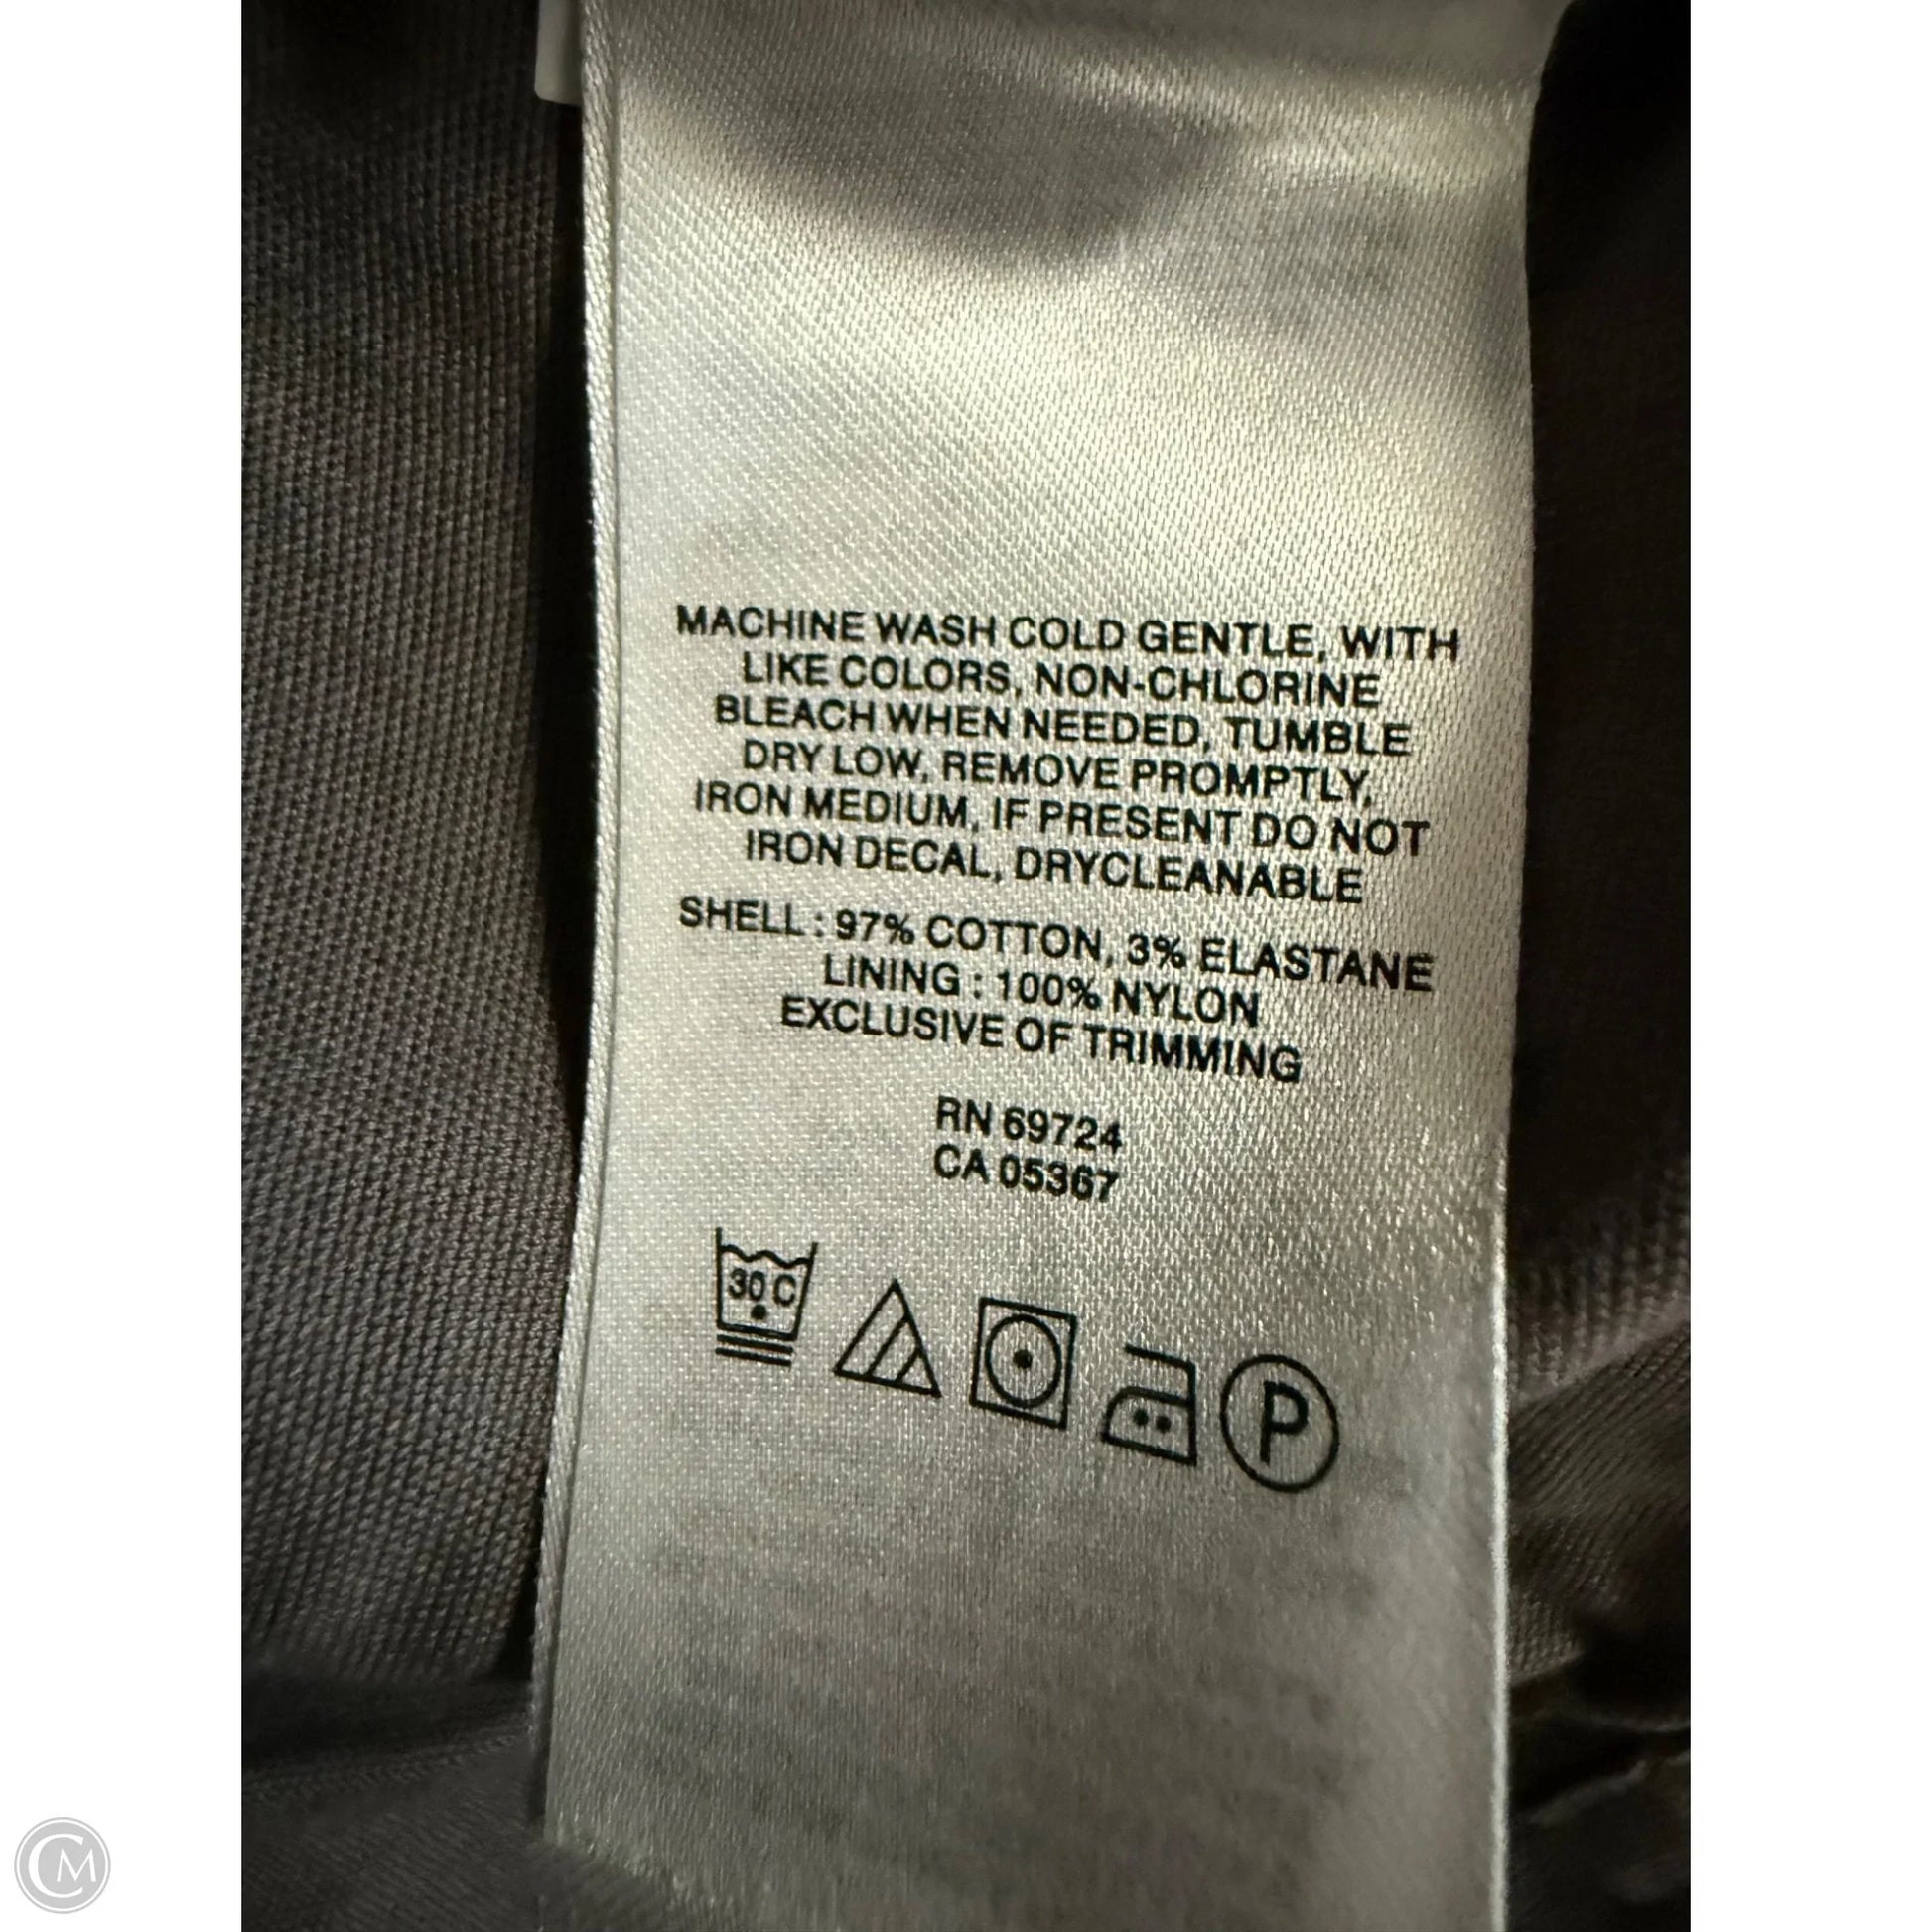 MACHINE WASH COLD GENTLE, WITH
LIKE COLORS, NON-CHLORINE
BLEACH WHEN NEEDED, TUMBLE
DRY LOW, REMOVE PROMPTLY,
IRON MEDIUM, IF PRESENT DO NOT
IRON DECAL, DRYCLEANABLE
SHELL : 97% COTTON, 3% ELASTANE
LINING : 100% NYLON
EXCLUSIVE OF TRIMMING
RN 69724
CA 05367
30 C
P
CM